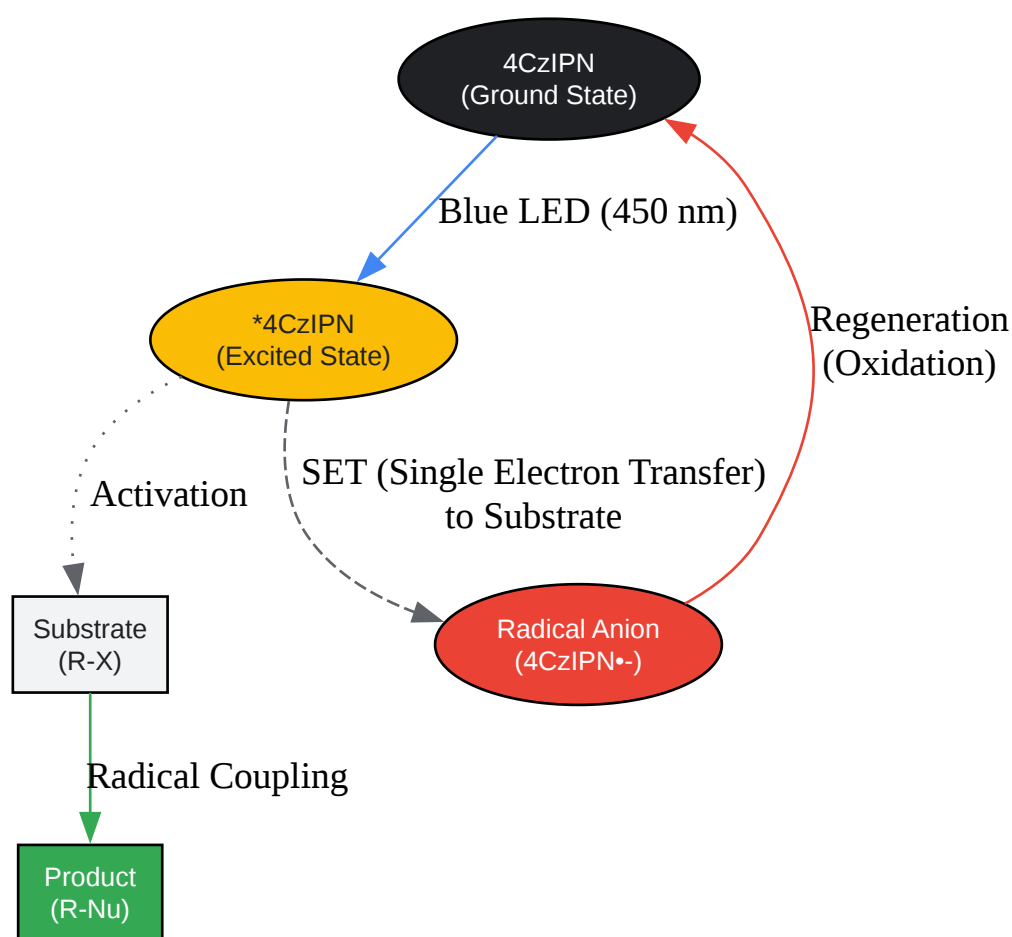 4CzIPN
(Ground State)
Blue LED (450 nm)
*4CzIPN
(Excited State)
Regeneration
(Oxidation)
SET (Single Electron Transfer)
to Substrate
Activation
Substrate
(R-X)
Radical Anion
(4CzIPN•-)
Radical Coupling
Product
(R-Nu)